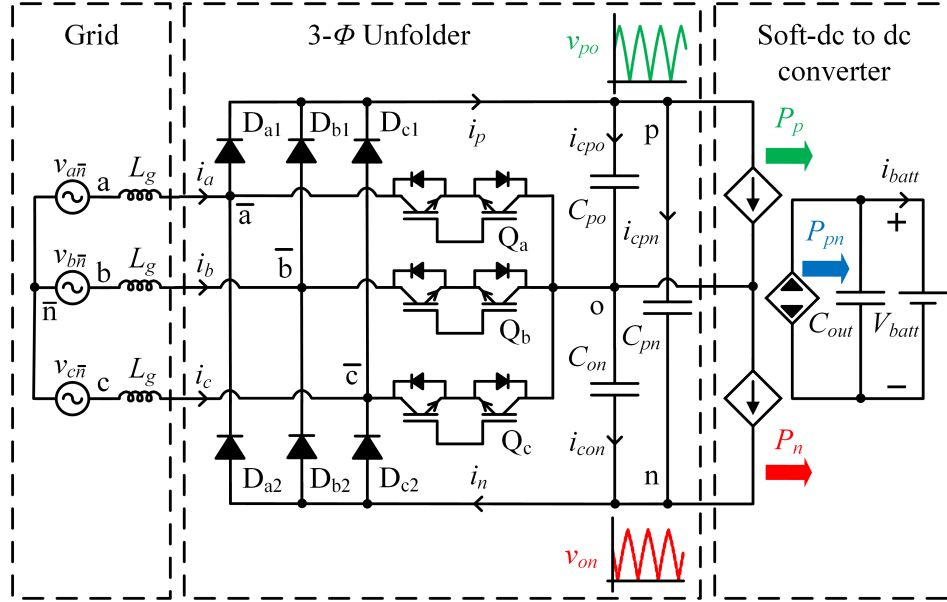 Grid
3-Φ Unfolder
Soft-dc to dc
converter
v_po
D_a1
D_b1
D_c1
i_p
i_cpo
p
P_p
v_an̅
a
L_g
i_a
a̅
C_po
i_cpn
i_batt
Q_a
+
P_pn
v_bn̅
b
L_g
i_b
b̅
n̅
o
Q_b
C_pn
C_out
V_batt
v_cn̅
c
L_g
i_c
c̅
C_on
−
Q_c
i_con
P_n
D_a2
D_b2
D_c2
i_n
n
v_on